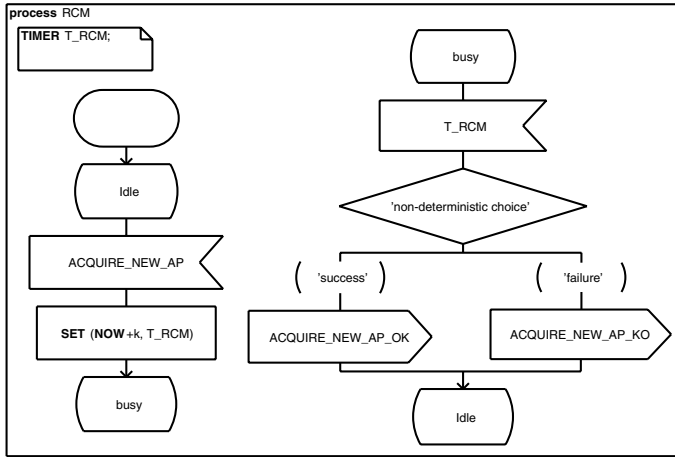 process RCM
TIMER T_RCM;
Idle
ACQUIRE_NEW_AP
SET (NOW+k, T_RCM)
busy
busy
T_RCM
'non-deterministic choice'
( 'success' )
( 'failure' )
ACQUIRE_NEW_AP_OK
ACQUIRE_NEW_AP_KO
Idle